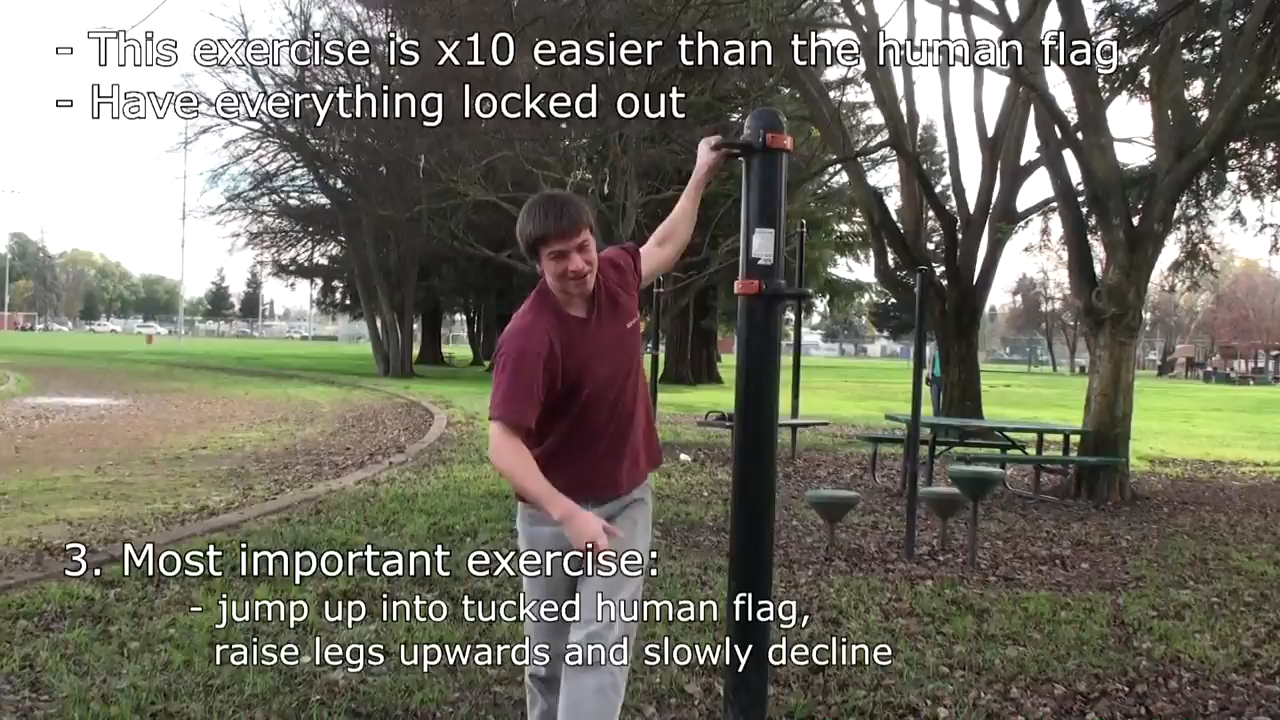 - This exercise is x10 easier than the human flag
- Have everything locked out
3. Most important exercise:
- jump up into tucked human flag,
raise legs upwards and slowly decline